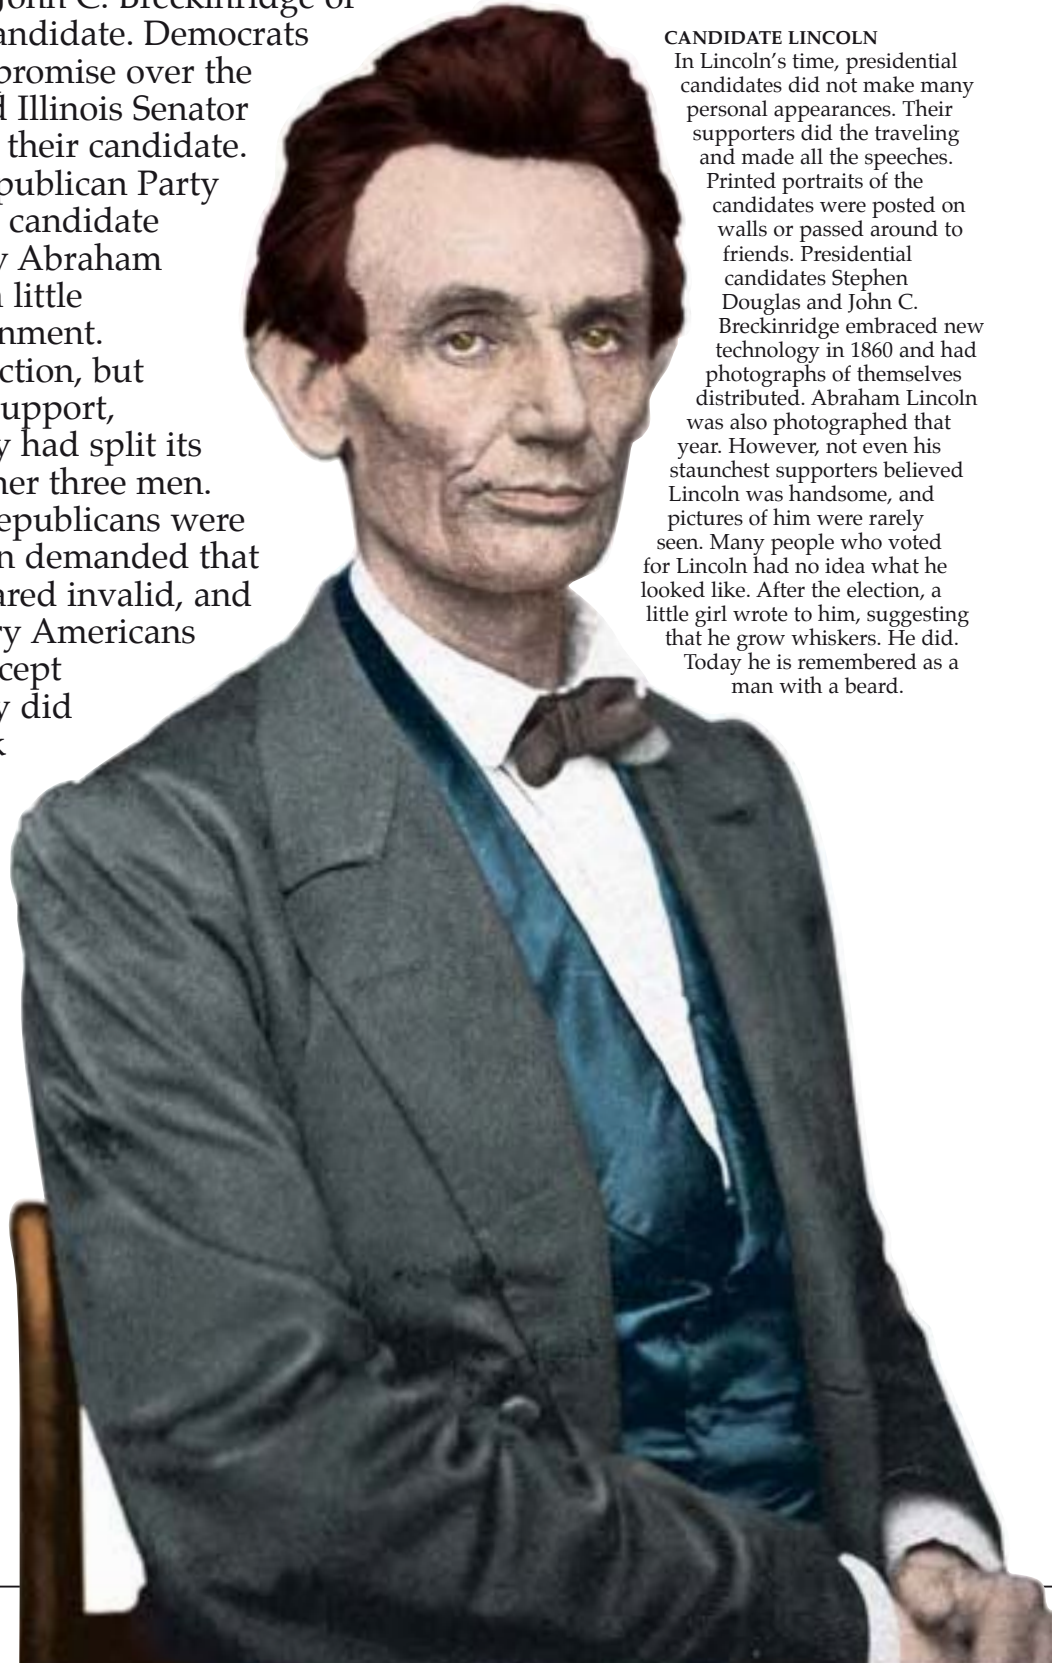 John C. Breckinridge of
andidate. Democrats
promise over the
d Illinois Senator
their candidate.
publican Party
candidate
y Abraham
little
nment.
ction, but
upport,
y had split its
her three men.
epublicans were
n demanded that
ared invalid, and
ry Americans
cept
y did
CANDIDATE LINCOLN
In Lincoln’s time, presidential
candidates did not make many
personal appearances. Their
supporters did the traveling
and made all the speeches.
Printed portraits of the
candidates were posted on
walls or passed around to
friends. Presidential
candidates Stephen
Douglas and John C.
Breckinridge embraced new
technology in 1860 and had
photographs of themselves
distributed. Abraham Lincoln
was also photographed that
year. However, not even his
staunchest supporters believed
Lincoln was handsome, and
pictures of him were rarely
seen. Many people who voted
for Lincoln had no idea what he
looked like. After the election, a
little girl wrote to him, suggesting
that he grow whiskers. He did.
Today he is remembered as a
man with a beard.